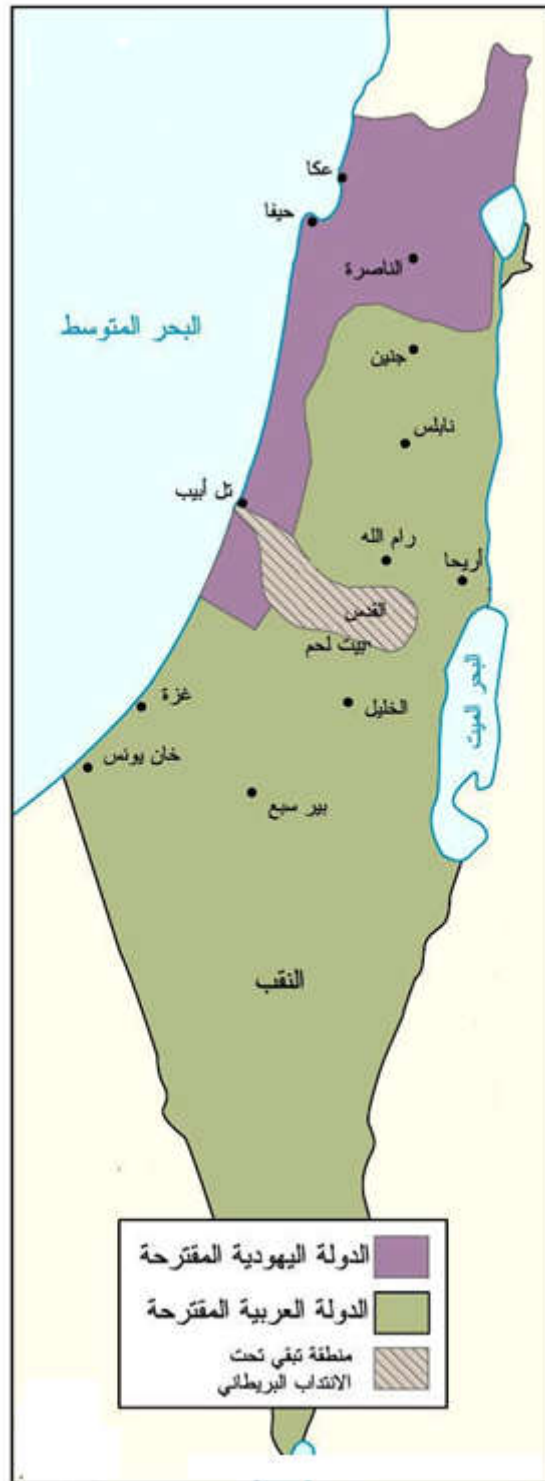 عكا
حيفا
الناصرة
البحر المتوسط
جنين
نابلس
تل أبيب
رام الله
أريحا
القدس
بيت لحم
البحر الميت
غزة
الخليل
خان يونس
بير سبع
النقب
الدولة اليهودية المقترحة
الدولة العربية المقترحة
منطقة تبقي تحت
الانتداب البريطاني